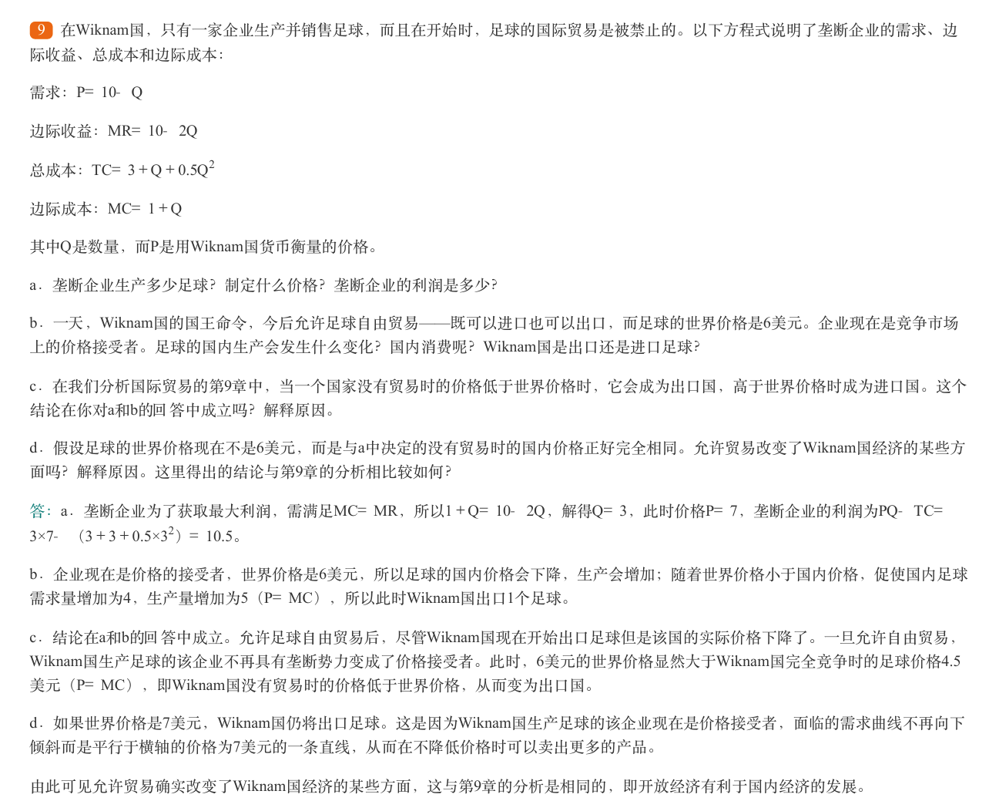 9 在Wiknam国，只有一家企业生产并销售足球，而且在开始时，足球的国际贸易是被禁止的。以下方程式说明了垄断企业的需求、边
际收益、总成本和边际成本：
需求：P= 10- Q
边际收益：MR= 10- 2Q
总成本：TC= 3＋Q＋0.5Q²
边际成本：MC= 1＋Q
其中Q是数量，而P是用Wiknam国货币衡量的价格。
a．垄断企业生产多少足球？制定什么价格？垄断企业的利润是多少？
b．一天，Wiknam国的国王命令，今后允许足球自由贸易——既可以进口也可以出口，而足球的世界价格是6美元。企业现在是竞争市场
上的价格接受者。足球的国内生产会发生什么变化？国内消费呢？Wiknam国是出口还是进口足球？
c．在我们分析国际贸易的第9章中，当一个国家没有贸易时的价格低于世界价格时，它会成为出口国，高于世界价格时成为进口国。这个
结论在你对a和b的回答中成立吗？解释原因。
d．假设足球的世界价格现在不是6美元，而是与a中决定的没有贸易时的国内价格正好完全相同。允许贸易改变了Wiknam国经济的某些方
面吗？解释原因。这里得出的结论与第9章的分析相比较如何？
答：a．垄断企业为了获取最大利润，需满足MC= MR，所以1＋Q= 10- 2Q，解得Q= 3，此时价格P= 7，垄断企业的利润为PQ- TC=
3×7- （3＋3＋0.5×3²）= 10.5。
b．企业现在是价格的接受者，世界价格是6美元，所以足球的国内价格会下降，生产会增加；随着世界价格小于国内价格，促使国内足球
需求量增加为4，生产量增加为5（P= MC），所以此时Wiknam国出口1个足球。
c．结论在a和b的回答中成立。允许足球自由贸易后，尽管Wiknam国现在开始出口足球但是该国的实际价格下降了。一旦允许自由贸易，
Wiknam国生产足球的该企业不再具有垄断势力变成了价格接受者。此时，6美元的世界价格显然大于Wiknam国完全竞争时的足球价格4.5
美元（P= MC），即Wiknam国没有贸易时的价格低于世界价格，从而变为出口国。
d．如果世界价格是7美元，Wiknam国仍将出口足球。这是因为Wiknam国生产足球的该企业现在是价格接受者，面临的需求曲线不再向下
倾斜而是平行于横轴的价格为7美元的一条直线，从而在不降低价格时可以卖出更多的产品。
由此可见允许贸易确实改变了Wiknam国经济的某些方面，这与第9章的分析是相同的，即开放经济有利于国内经济的发展。